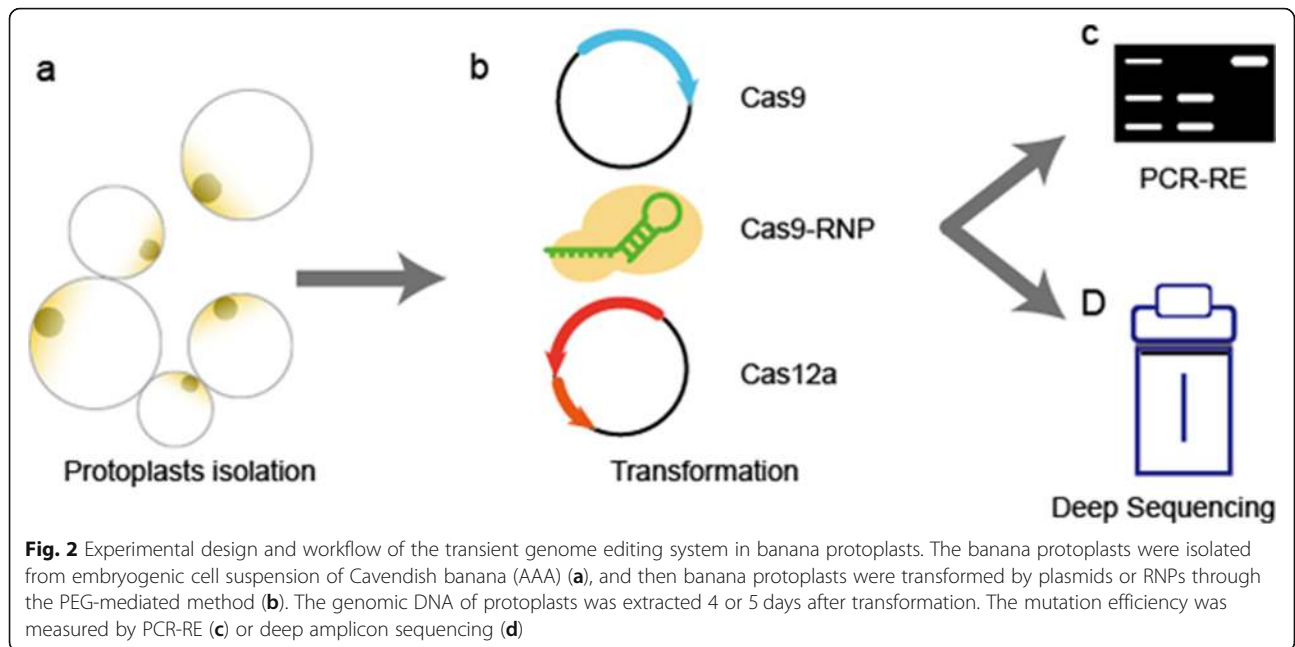 a
b
c
Cas9
PCR-RE
Cas9-RNP
D
Cas12a
Protoplasts isolation
Transformation
Deep Sequencing
Fig. 2 Experimental design and workflow of the transient genome editing system in banana protoplasts. The banana protoplasts were isolated
from embryogenic cell suspension of Cavendish banana (AAA) (a), and then banana protoplasts were transformed by plasmids or RNPs through
the PEG-mediated method (b). The genomic DNA of protoplasts was extracted 4 or 5 days after transformation. The mutation efficiency was
measured by PCR-RE (c) or deep amplicon sequencing (d)